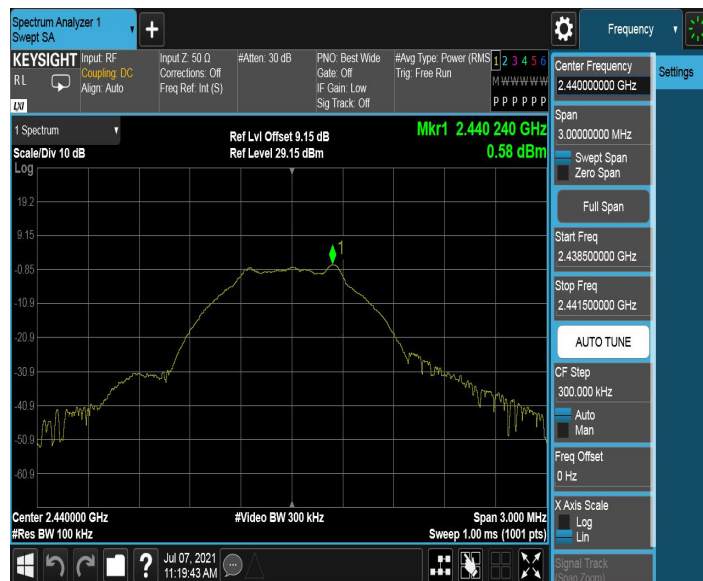 Spectrum Analyzer 1
Swept SA
+
Frequency
KEYSIGHT
R L
LXI
Input: RF
Coupling: DC
Align: Auto
Input Z: 50 Ω
Corrections: Off
Freq Ref: Int (S)
#Atten: 30 dB
PNO: Best Wide
Gate: Off
IF Gain: Low
Sig Track: Off
#Avg Type: Power (RMS
Trig: Free Run
1 2 3 4 5 6
M W W W W W
P P P P P P
Center Frequency
2.440000000 GHz
Settings
Span
3.00000000 MHz
Swept Span
Zero Span
Full Span
Start Freq
2.438500000 GHz
Stop Freq
2.441500000 GHz
AUTO TUNE
CF Step
300.000 kHz
Auto
Man
Freq Offset
0 Hz
X Axis Scale
Log
Lin
Signal Track
(Span Zoom)
1 Spectrum
Scale/Div 10 dB
Ref Lvl Offset 9.15 dB
Ref Level 29.15 dBm
Mkr1 2.440 240 GHz
0.58 dBm
Log
19.2
9.15
-0.85
-10.9
-20.9
-30.9
-40.9
-50.9
-60.9
1
Center 2.440000 GHz
#Res BW 100 kHz
#Video BW 300 kHz
Span 3.000 MHz
Sweep 1.00 ms (1001 pts)
?
Jul 07, 2021
11:19:43 AM